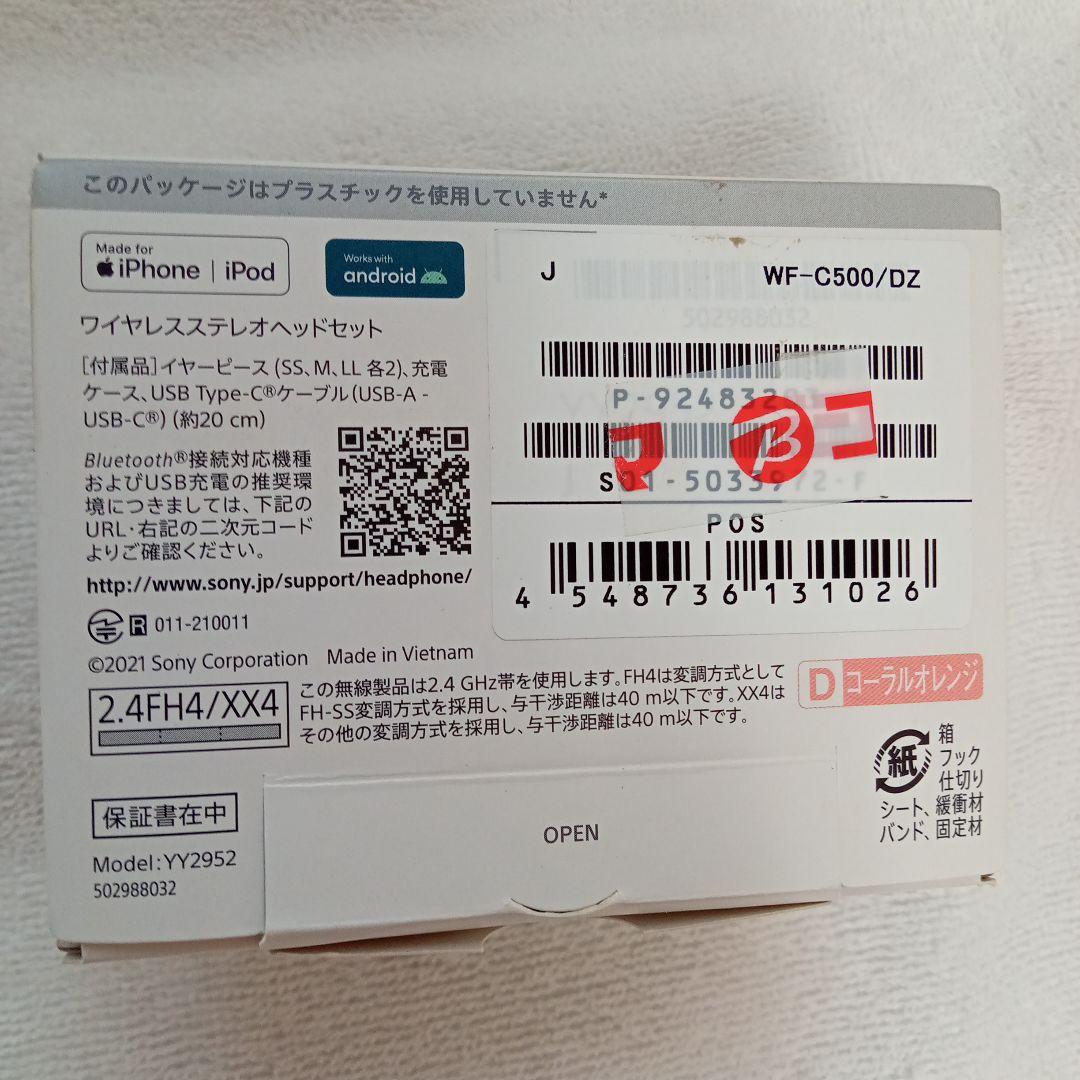 このパッケージはプラスチックを使用していません*
Made for
iPhone | iPod
Works with
android
ワイヤレスステレオヘッドセット
[付属品]イヤーピース (SS、M、LL 各2)、充電
ケース、USB Type-C®ケーブル(USB-A -
USB-C®) (約20 cm)
Bluetooth®接続対応機種
およびUSB充電の推奨環
境につきましては、下記の
URL・右記の二次元コード
よりご確認ください。
http://www.sony.jp/support/headphone/
R 011-210011
©2021 Sony Corporation Made in Vietnam
2.4FH4/XX4
この無線製品は2.4 GHz帯を使用します。FH4は変調方式として
FH-SS変調方式を採用し、与干渉距離は40 m以下です。XX4は
その他の変調方式を採用し、与干渉距離は40 m以下です。
J WF-C500/DZ
502988032
P-92483
マ B コ
S01-5033972-F
POS
4 548736 131026
D コーラルオレンジ
紙
箱
フック
仕切り
シート、緩衝材
バンド、固定材
保証書在中
Model:YY2952
502988032
OPEN